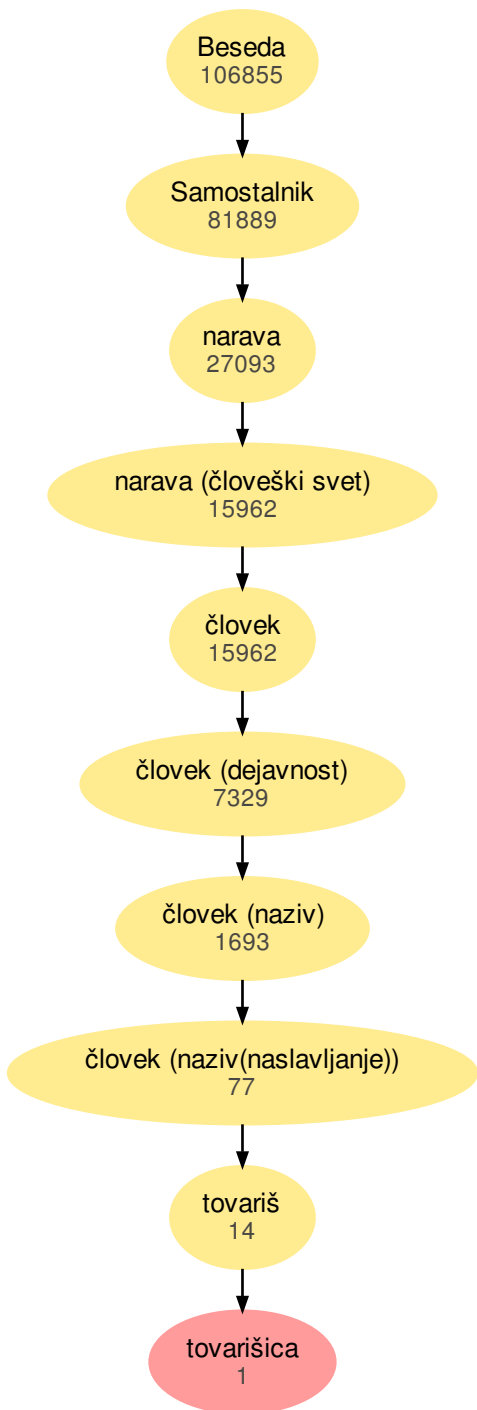 Beseda
106855
Samostalnik
81889
narava
27093
narava (človeški svet)
15962
človek
15962
človek (dejavnost)
7329
človek (naziv)
1693
človek (naziv(naslavljanje))
77
tovariš
14
tovarišica
1